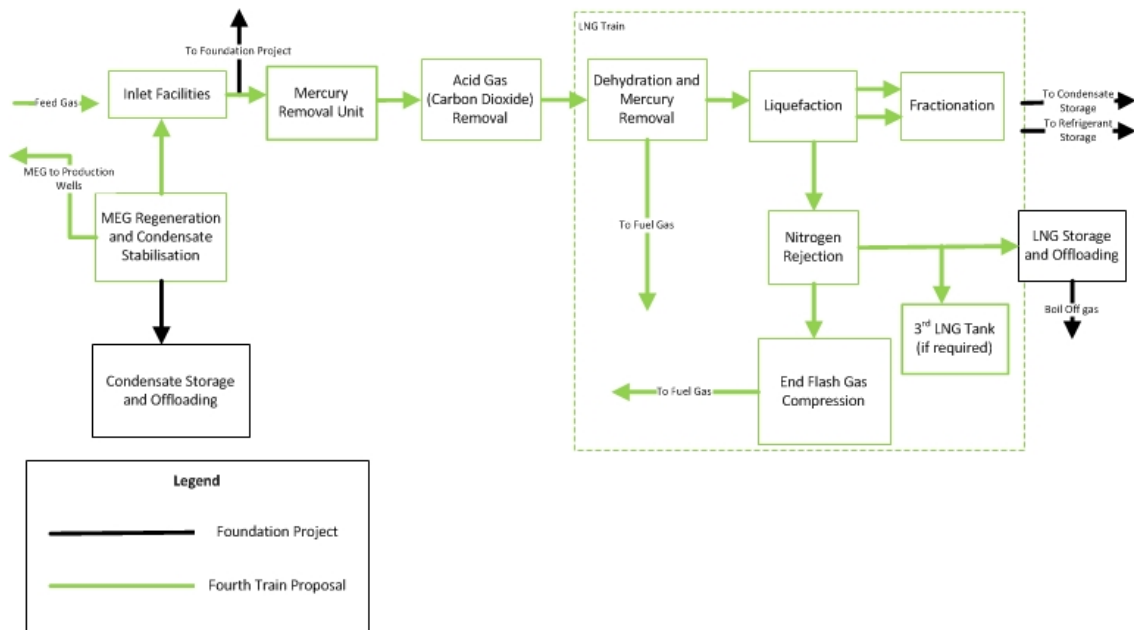 LNG Train
To Foundation Project
Feed Gas
Inlet Facilities
Mercury
Removal Unit
Acid Gas
(Carbon Dioxide)
Removal
Dehydration and
Mercury
Removal
Liquefaction
Fractionation
To Condensate
Storage
To Refrigerant
Storage
MEG to Production
Wells
MEG Regeneration
and Condensate
Stabilisation
To Fuel Gas
Nitrogen
Rejection
LNG Storage
and Offloading
Boil Off gas
3rd LNG Tank
(if required)
Condensate Storage
and Offloading
To Fuel Gas
End Flash Gas
Compression
Legend
Foundation Project
Fourth Train Proposal